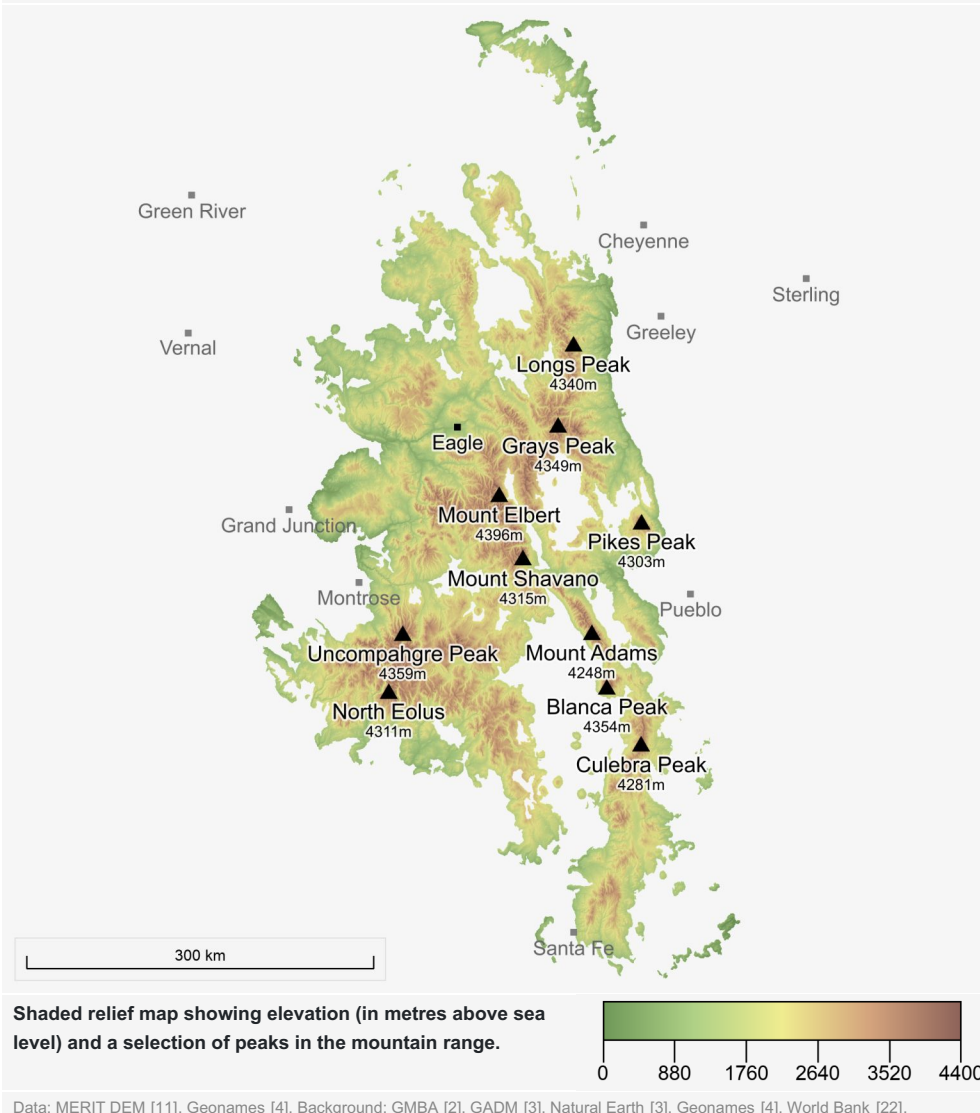 Green River
Cheyenne
Sterling
Greeley
Vernal
Longs Peak
4340m
Eagle
Grays Peak
4349m
Mount Elbert
4396m
Grand Junction
Pikes Peak
4303m
Mount Shavano
4315m
Montrose
Pueblo
Uncompahgre Peak
4359m
Mount Adams
4248m
North Eolus
4311m
Blanca Peak
4354m
Culebra Peak
4281m
Santa Fe
300 km
Shaded relief map showing elevation (in metres above sea
level) and a selection of peaks in the mountain range.
0 880 1760 2640 3520 4400
Data: MERIT DEM [11], Geonames [4]. Background: GMBA [2], GADM [3], Natural Earth [3], Geonames [4], World Bank [22].